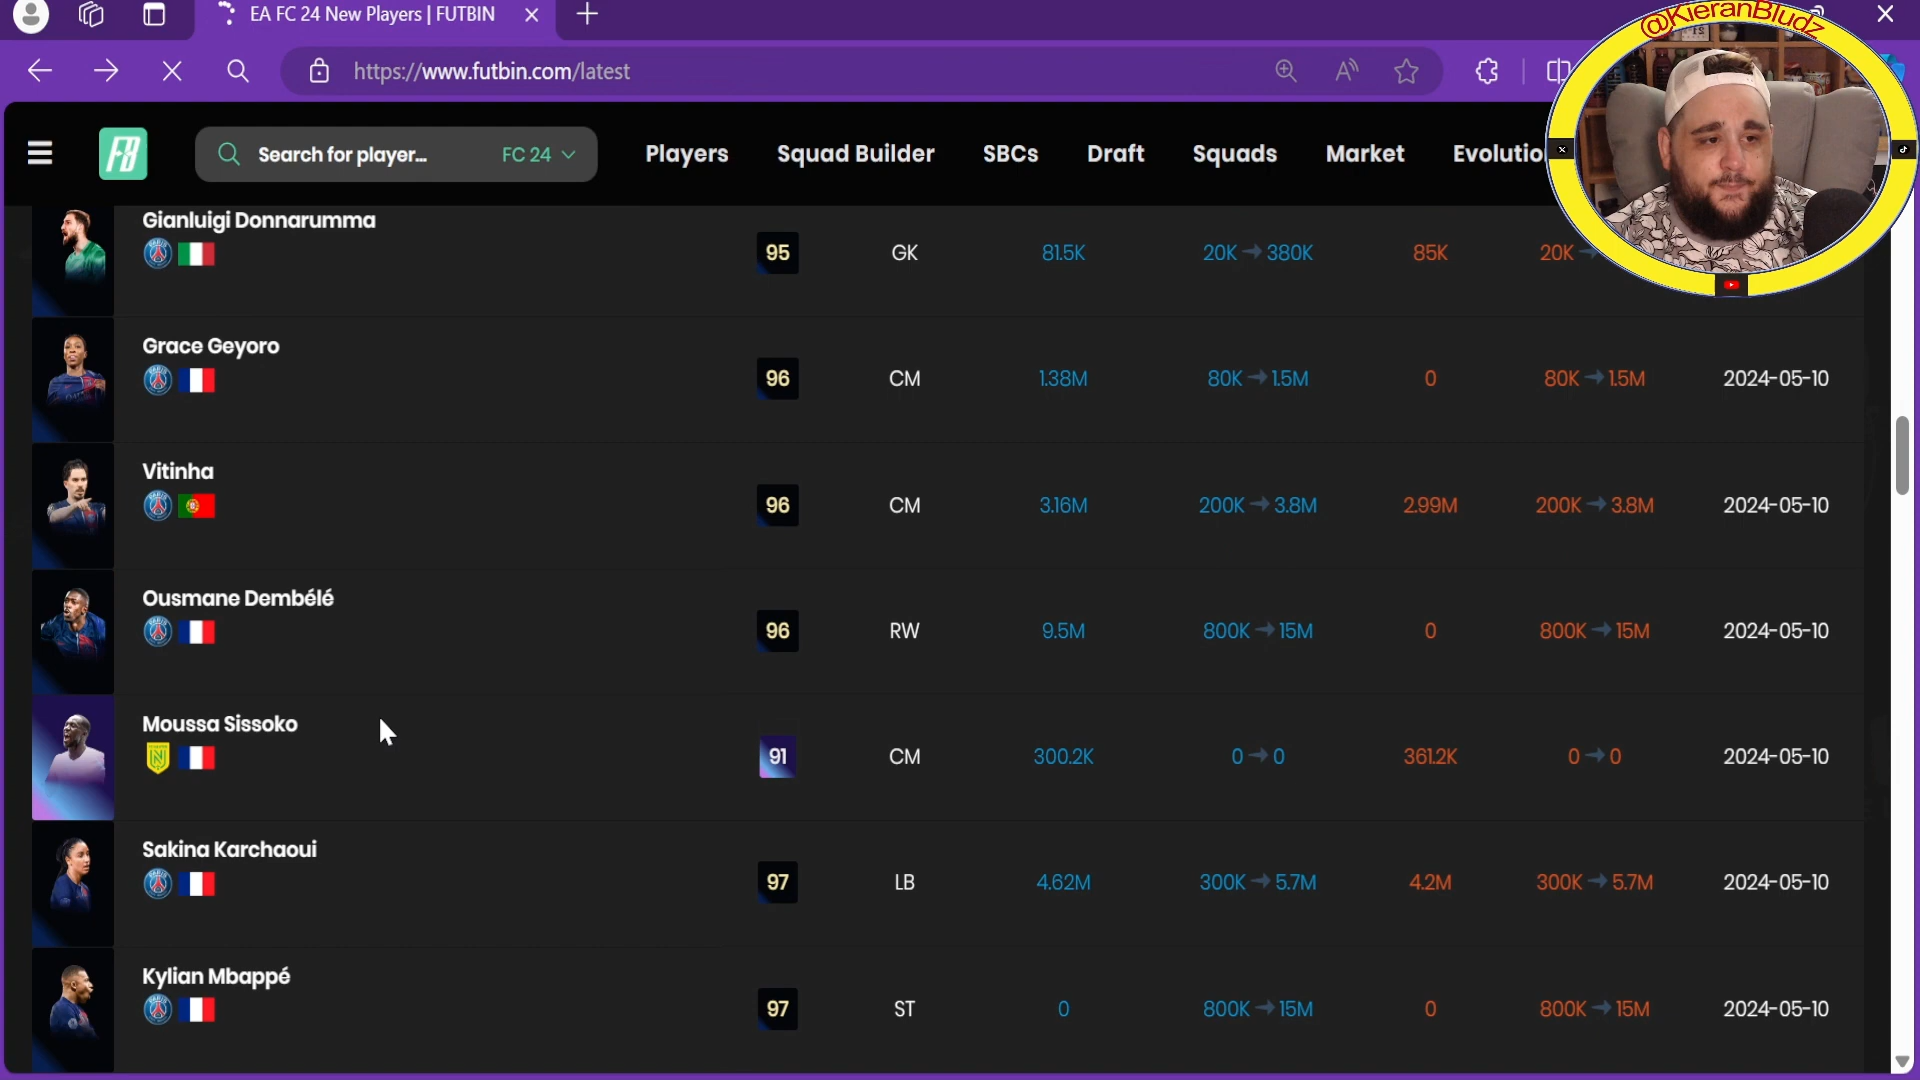 EA FC 24 New Players | FUTBIN
https://www.futbin.com/latest
@KieranBludz
Search for player... FC 24
Players Squad Builder SBCs Draft Squads Market Evolutio
Gianluigi Donnarumma
95 GK 81.5K 20K → 380K 85K 20K →
Grace Geyoro
96 CM 1.38M 80K → 1.5M 0 80K → 1.5M 2024-05-10
Vitinha
96 CM 3.16M 200K → 3.8M 2.99M 200K → 3.8M 2024-05-10
Ousmane Dembélé
96 RW 9.5M 800K → 15M 0 800K → 15M 2024-05-10
Moussa Sissoko
91 CM 300.2K 0 → 0 361.2K 0 → 0 2024-05-10
Sakina Karchaoui
97 LB 4.62M 300K → 5.7M 4.2M 300K → 5.7M 2024-05-10
Kylian Mbappé
97 ST 0 800K → 15M 0 800K → 15M 2024-05-10